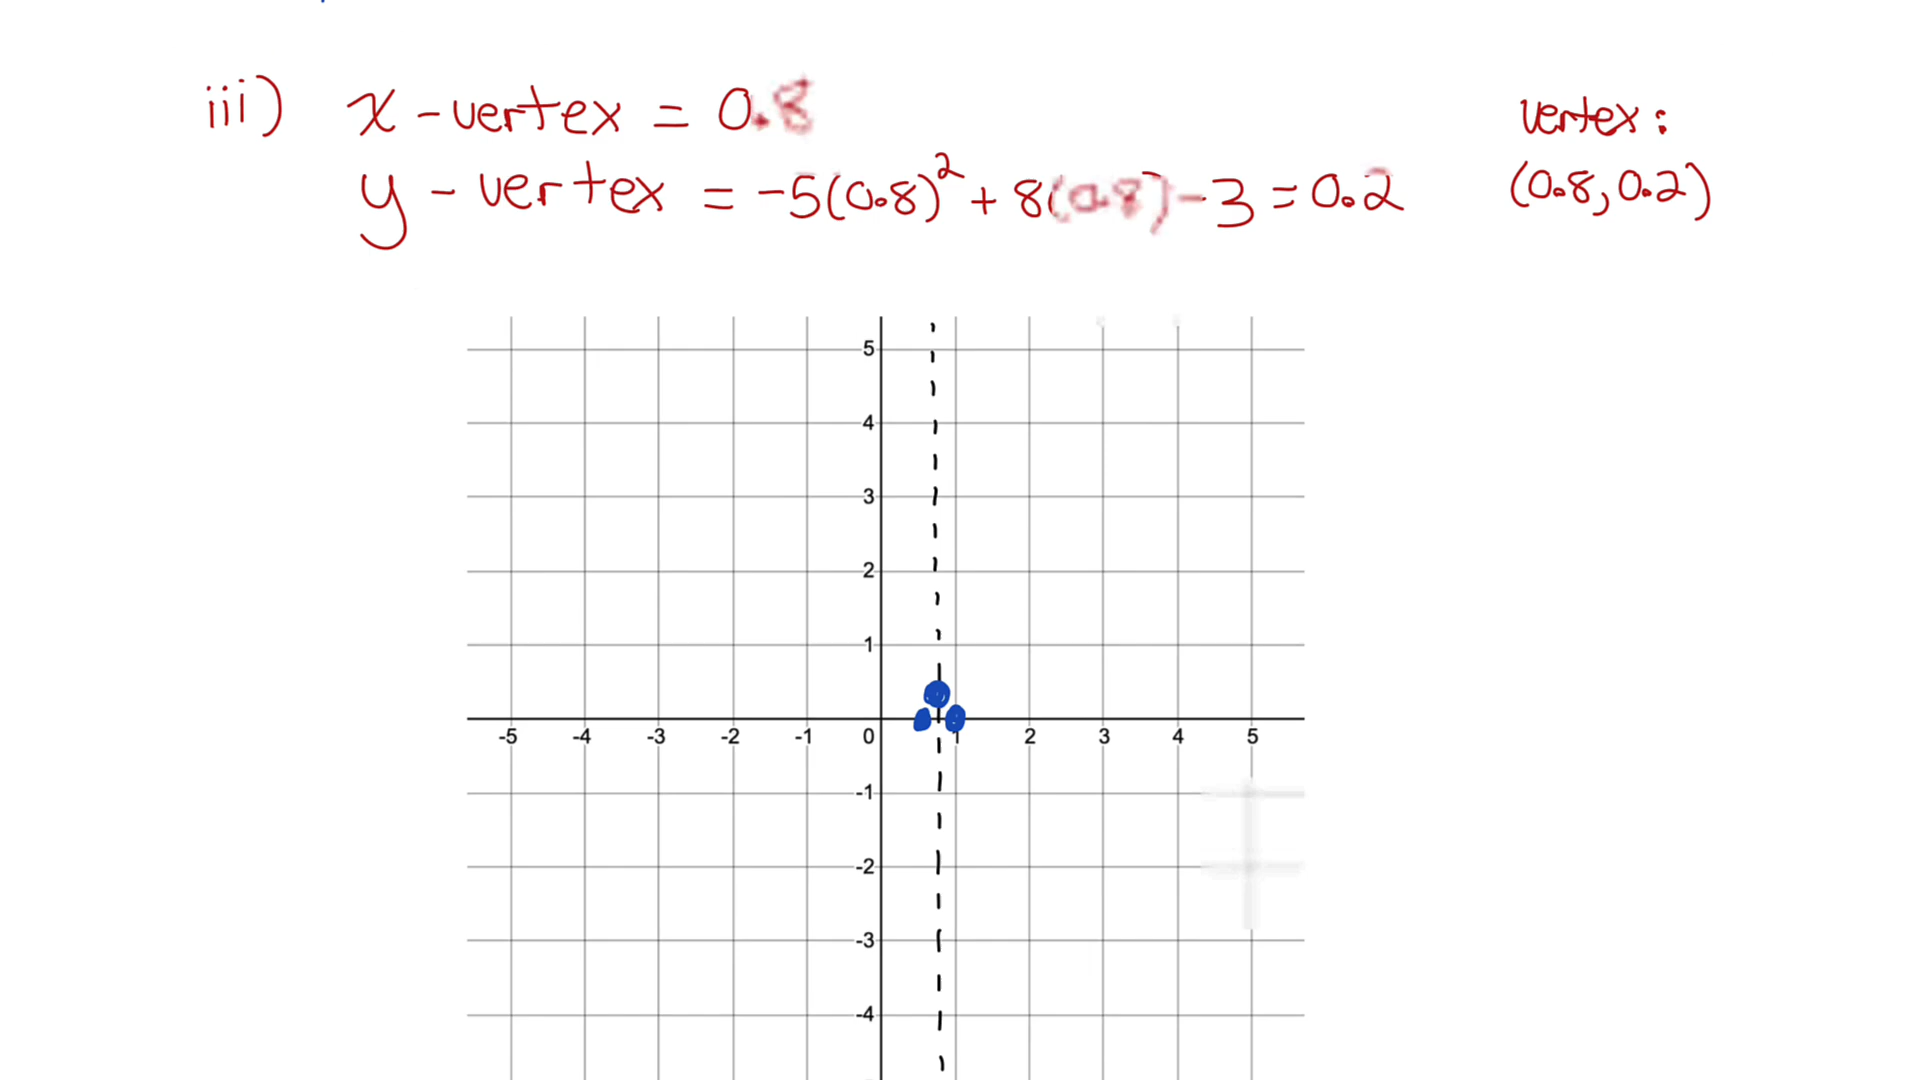 iii) x - vertex = 0.8
y - vertex = -5(0.8)² + 8(0.8) - 3 = 0.2
vertex:
(0.8, 0.2)
5
4
3
2
1
-5 -4 -3 -2 -1 0 1 2 3 4 5
-1
-2
-3
-4